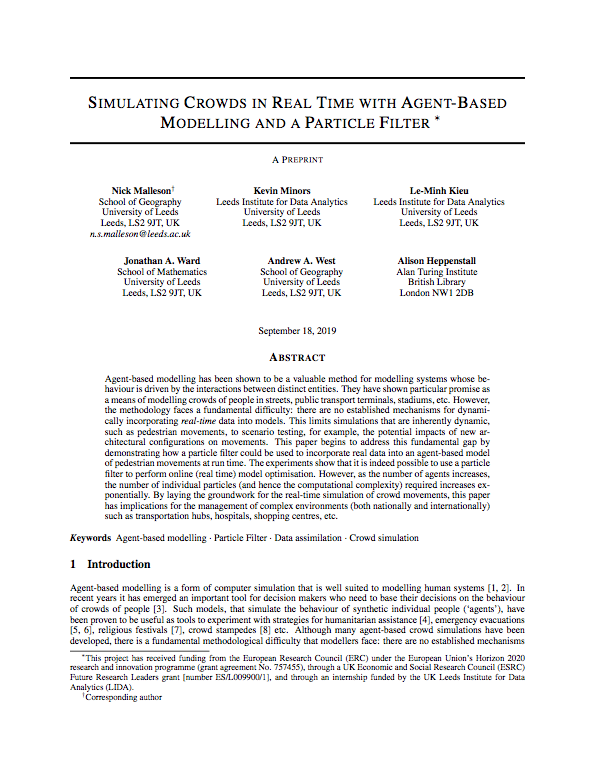 SIMULATING CROWDS IN REAL TIME WITH AGENT-BASED
MODELLING AND A PARTICLE FILTER *
A PREPRINT
Nick Malleson†
School of Geography
University of Leeds
Leeds, LS2 9JT, UK
n.s.malleson@leeds.ac.uk
Kevin Minors
Leeds Institute for Data Analytics
University of Leeds
Leeds, LS2 9JT, UK
Le-Minh Kieu
Leeds Institute for Data Analytics
University of Leeds
Leeds, LS2 9JT, UK
Jonathan A. Ward
School of Mathematics
University of Leeds
Leeds, LS2 9JT, UK
Andrew A. West
School of Geography
University of Leeds
Leeds, LS2 9JT, UK
Alison Heppenstall
Alan Turing Institute
British Library
London NW1 2DB
September 18, 2019
ABSTRACT
Agent-based modelling has been shown to be a valuable method for modelling systems whose be-
haviour is driven by the interactions between distinct entities. They have shown particular promise as
a means of modelling crowds of people in streets, public transport terminals, stadiums, etc. However,
the methodology faces a fundamental difficulty: there are no established mechanisms for dynami-
cally incorporating real-time data into models. This limits simulations that are inherently dynamic,
such as pedestrian movements, to scenario testing, for example, the potential impacts of new ar-
chitectural configurations on movements. This paper begins to address this fundamental gap by
demonstrating how a particle filter could be used to incorporate real data into an agent-based model
of pedestrian movements at run time. The experiments show that it is indeed possible to use a particle
filter to perform online (real time) model optimisation. However, as the number of agents increases,
the number of individual particles (and hence the computational complexity) required increases ex-
ponentially. By laying the groundwork for the real-time simulation of crowd movements, this paper
has implications for the management of complex environments (both nationally and internationally)
such as transportation hubs, hospitals, shopping centres, etc.
Keywords Agent-based modelling · Particle Filter · Data assimilation · Crowd simulation
1 Introduction
Agent-based modelling is a form of computer simulation that is well suited to modelling human systems [1, 2]. In
recent years it has emerged an important tool for decision makers who need to base their decisions on the behaviour
of crowds of people [3]. Such models, that simulate the behaviour of synthetic individual people (‘agents’), have
been proven to be useful as tools to experiment with strategies for humanitarian assistance [4], emergency evacuations
[5, 6], religious festivals [7], crowd stampedes [8] etc. Although many agent-based crowd simulations have been
developed, there is a fundamental methodological difficulty that modellers face: there are no established mechanisms
*This project has received funding from the European Research Council (ERC) under the European Union’s Horizon 2020
research and innovation programme (grant agreement No. 757455), through a UK Economic and Social Research Council (ESRC)
Future Research Leaders grant [number ES/L009900/1], and through an internship funded by the UK Leeds Institute for Data
Analytics (LIDA).
†Corresponding author